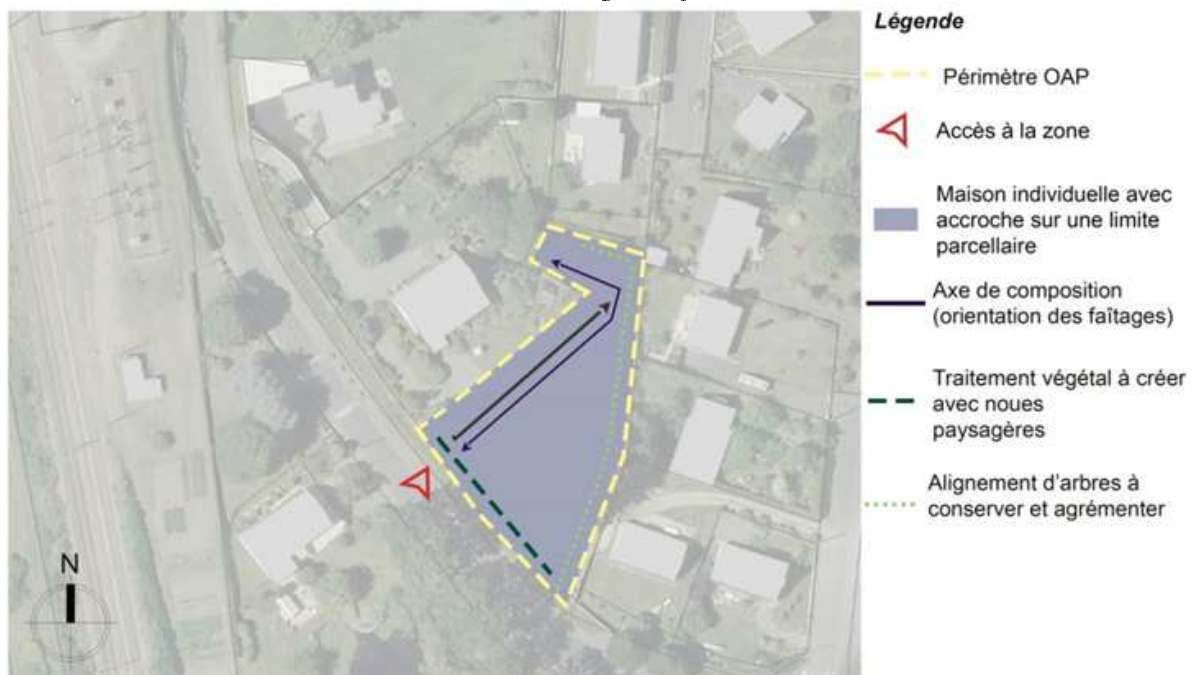 Légende
Périmètre OAP
Accès à la zone
Maison individuelle avec
accroche sur une limite
parcellaire
Axe de composition
(orientation des faîtages)
Traitement végétal à créer
avec noues
paysagères
Alignement d'arbres à
conserver et agrémenter
N